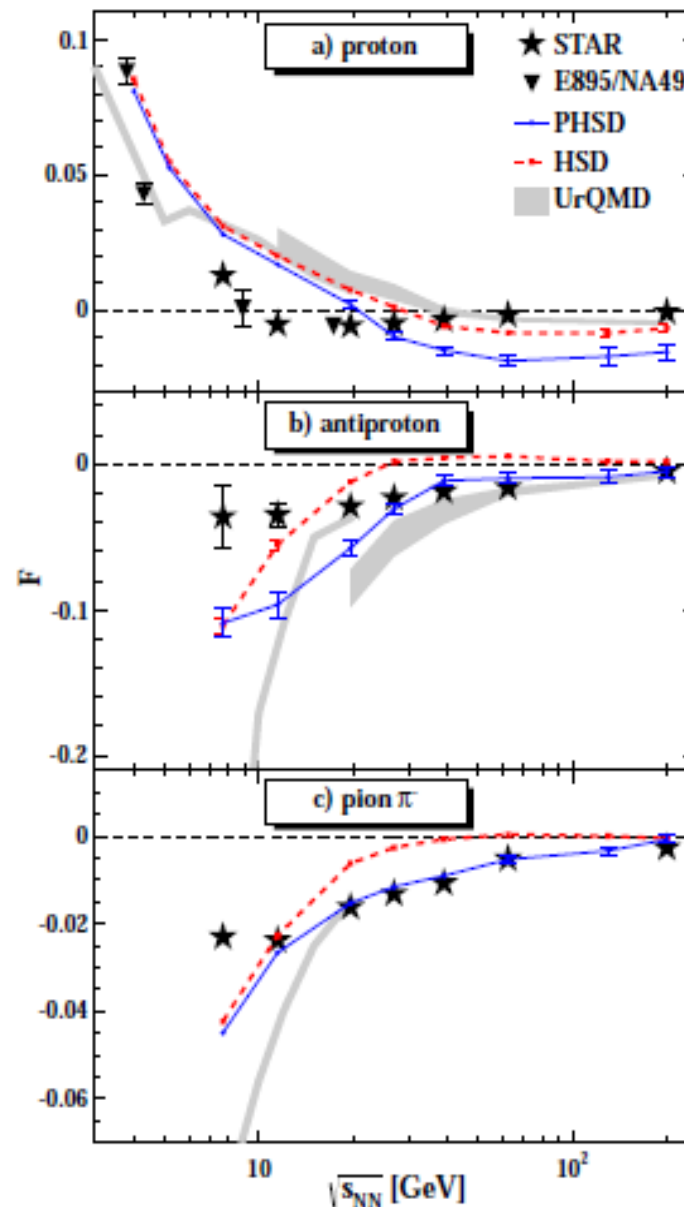 a) proton
STAR
E895/NA49
PHSD
HSD
UrQMD
0.1
0.05
0
b) antiproton
0
-0.1
-0.2
F
c) pion π⁻
0
-0.02
-0.04
-0.06
10
10²
√s_NN [GeV]